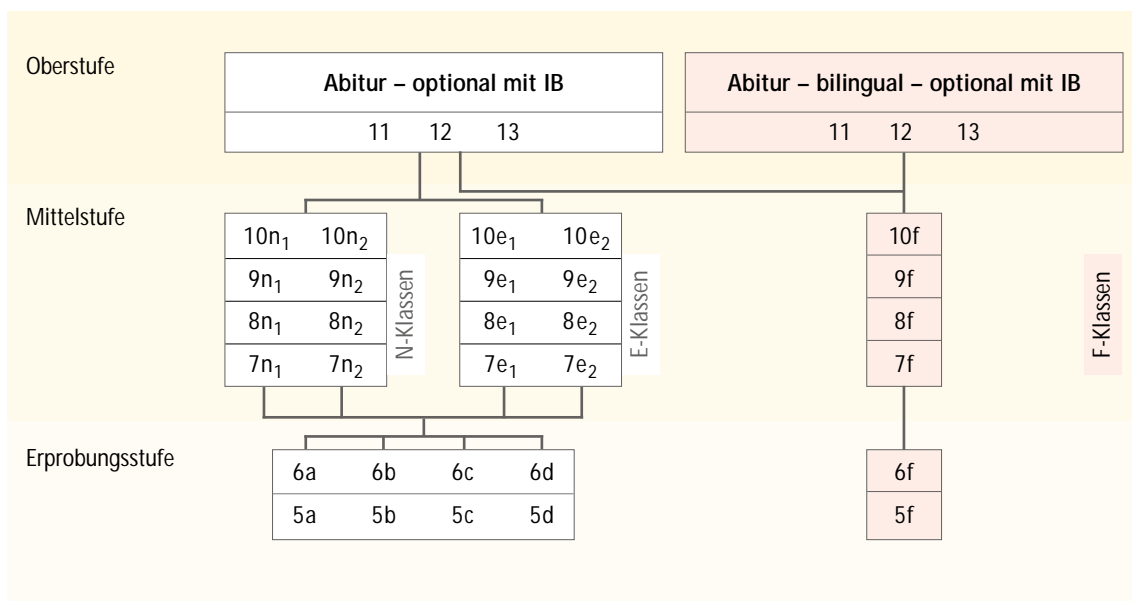 Oberstufe
Abitur – optional mit IB
11 12 13
Abitur – bilingual – optional mit IB
11 12 13
Mittelstufe
10n₁ 10n₂
9n₁ 9n₂
8n₁ 8n₂
7n₁ 7n₂
N-Klassen
10e₁ 10e₂
9e₁ 9e₂
8e₁ 8e₂
7e₁ 7e₂
E-Klassen
10f
9f
8f
7f
F-Klassen
Erprobungsstufe
6a 6b 6c 6d
5a 5b 5c 5d
6f
5f